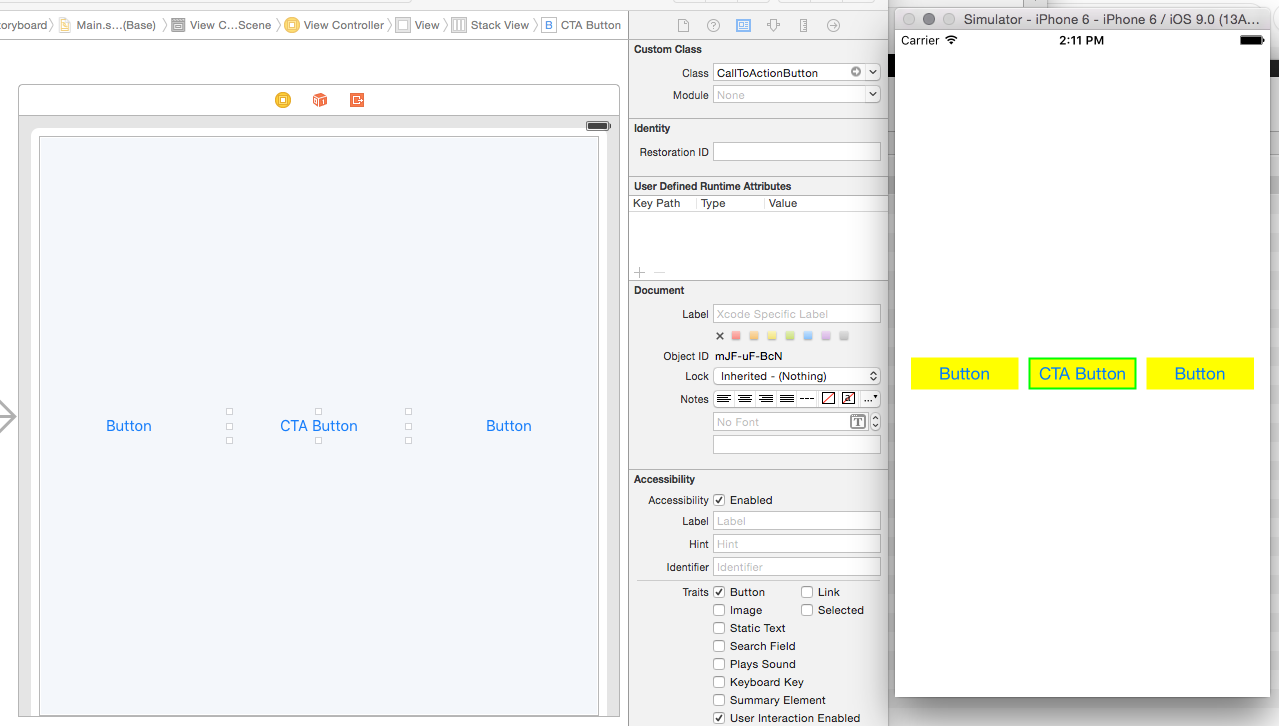 oryboard Main.s...(Base) View C...Scene View Controller View Stack View B CTA Button
Button CTA Button Button
Custom Class
Class CallToActionButton
Module None
Identity
Restoration ID
User Defined Runtime Attributes
Key Path Type Value
Document
Label Xcode Specific Label
Object ID mJF-uF-BcN
Lock Inherited - (Nothing)
Notes
No Font T
Accessibility
Accessibility Enabled
Label Label
Hint Hint
Identifier Identifier
Traits Button Link
Image Selected
Static Text
Search Field
Plays Sound
Keyboard Key
Summary Element
User Interaction Enabled
Simulator - iPhone 6 - iPhone 6 / iOS 9.0 (13A...
Carrier 2:11 PM
Button CTA Button Button